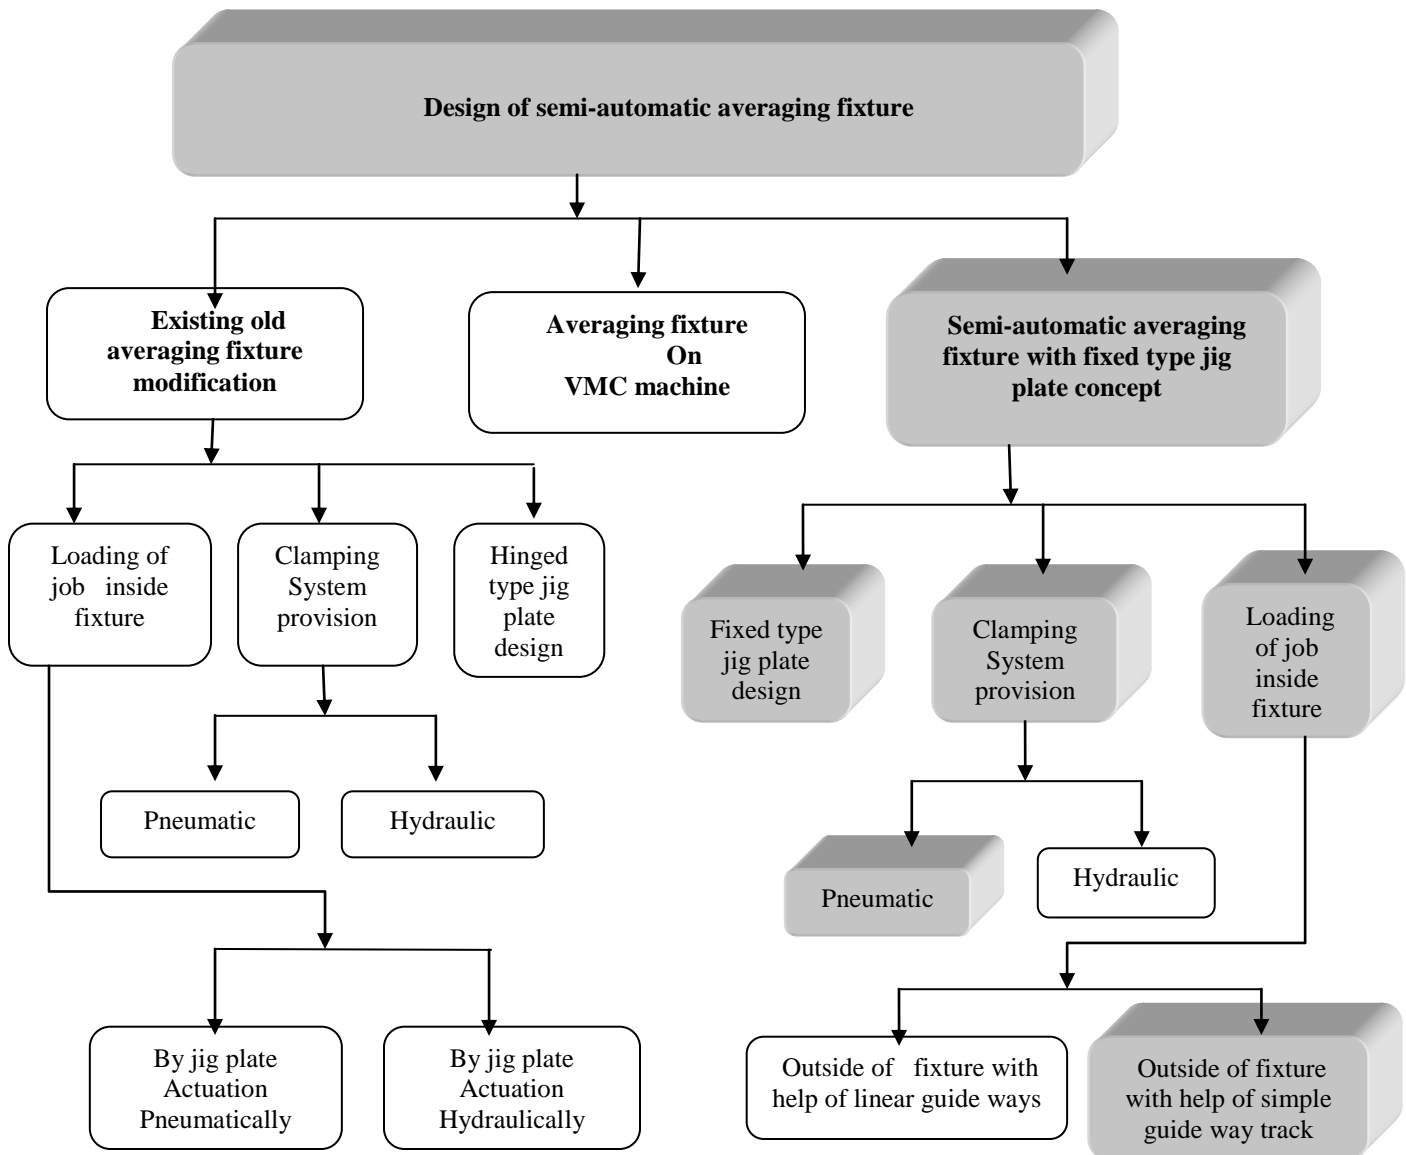 Design of semi-automatic averaging fixture
Existing old
averaging fixture
modification
Averaging fixture
On
VMC machine
Semi-automatic averaging
fixture with fixed type jig
plate concept
Loading of
job inside
fixture
Clamping
System
provision
Hinged
type jig
plate
design
Fixed type
jig plate
design
Clamping
System
provision
Loading
of job
inside
fixture
Pneumatic
Hydraulic
Pneumatic
Hydraulic
By jig plate
Actuation
Pneumatically
By jig plate
Actuation
Hydraulically
Outside of fixture with
help of linear guide ways
Outside of fixture
with help of simple
guide way track